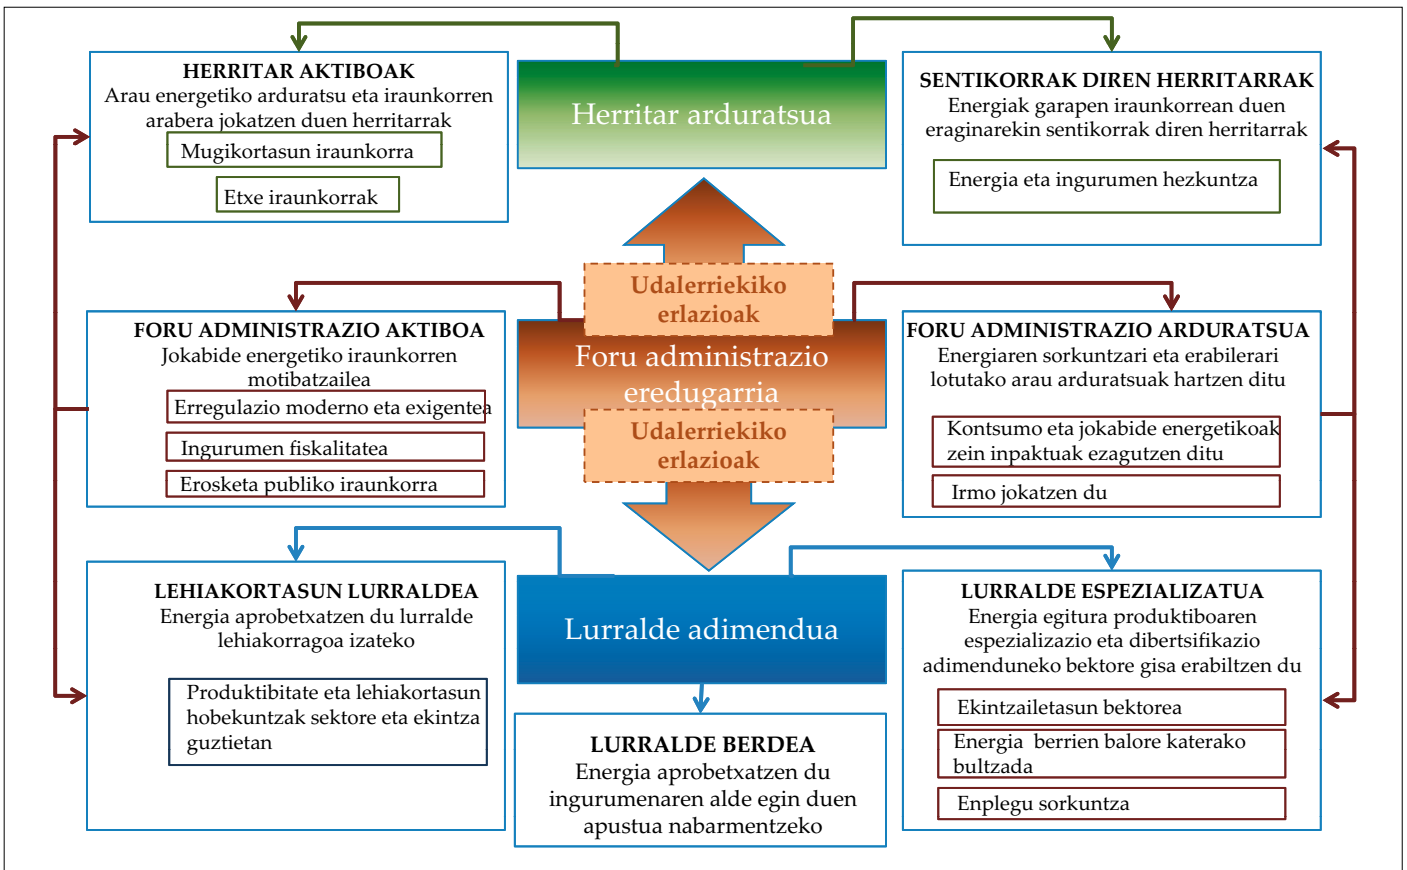 HERRITAR AKTIBOAK
Arau energetiko arduratsu eta iraunkorren
arabera jokatzen duen herritarrak
Mugikortasun iraunkorra
Etxe iraunkorrak
Herritar arduratsua
SENTIKORRAK DIREN HERRITARRAK
Energiak garapen iraunkorrean duen
eraginarekin sentikorrak diren herritarrak
Energia eta ingurumen hezkuntza
Udalerriekiko
erlazioak
FORU ADMINISTRAZIO AKTIBOA
Jokabide energetiko iraunkorren
motibatzailea
Erregulazio moderno eta exigentea
Ingurumen fiskalitatea
Erosketa publiko iraunkorra
Foru administrazio
eredugarria
Udalerriekiko
erlazioak
FORU ADMINISTRAZIO ARDURATSUA
Energiaren sorkuntzari eta erabilerari
lotutako arau arduratsuak hartzen ditu
Kontsumo eta jokabide energetikoak
zein inpaktuak ezagutzen ditu
Irmo jokatzen du
LEHIAKORTASUN LURRALDEA
Energia aprobetxatzen du lurralde
lehiakorragoa izateko
Produktibitate eta lehiakortasun
hobekuntzak sektore eta ekintza
guztietan
Lurralde adimendua
LURRALDE BERDEA
Energia aprobetxatzen du
ingurumenaren alde egin duen
apustua nabarmentzeko
LURRALDE ESPEZIALIZATUA
Energia egitura produktiboaren
espezializazio eta dibertsifikazio
adimenduneko bektore gisa erabiltzen du
Ekintzailetasun bektorea
Energia berrien balore katerako
bultzada
Enplegu sorkuntza